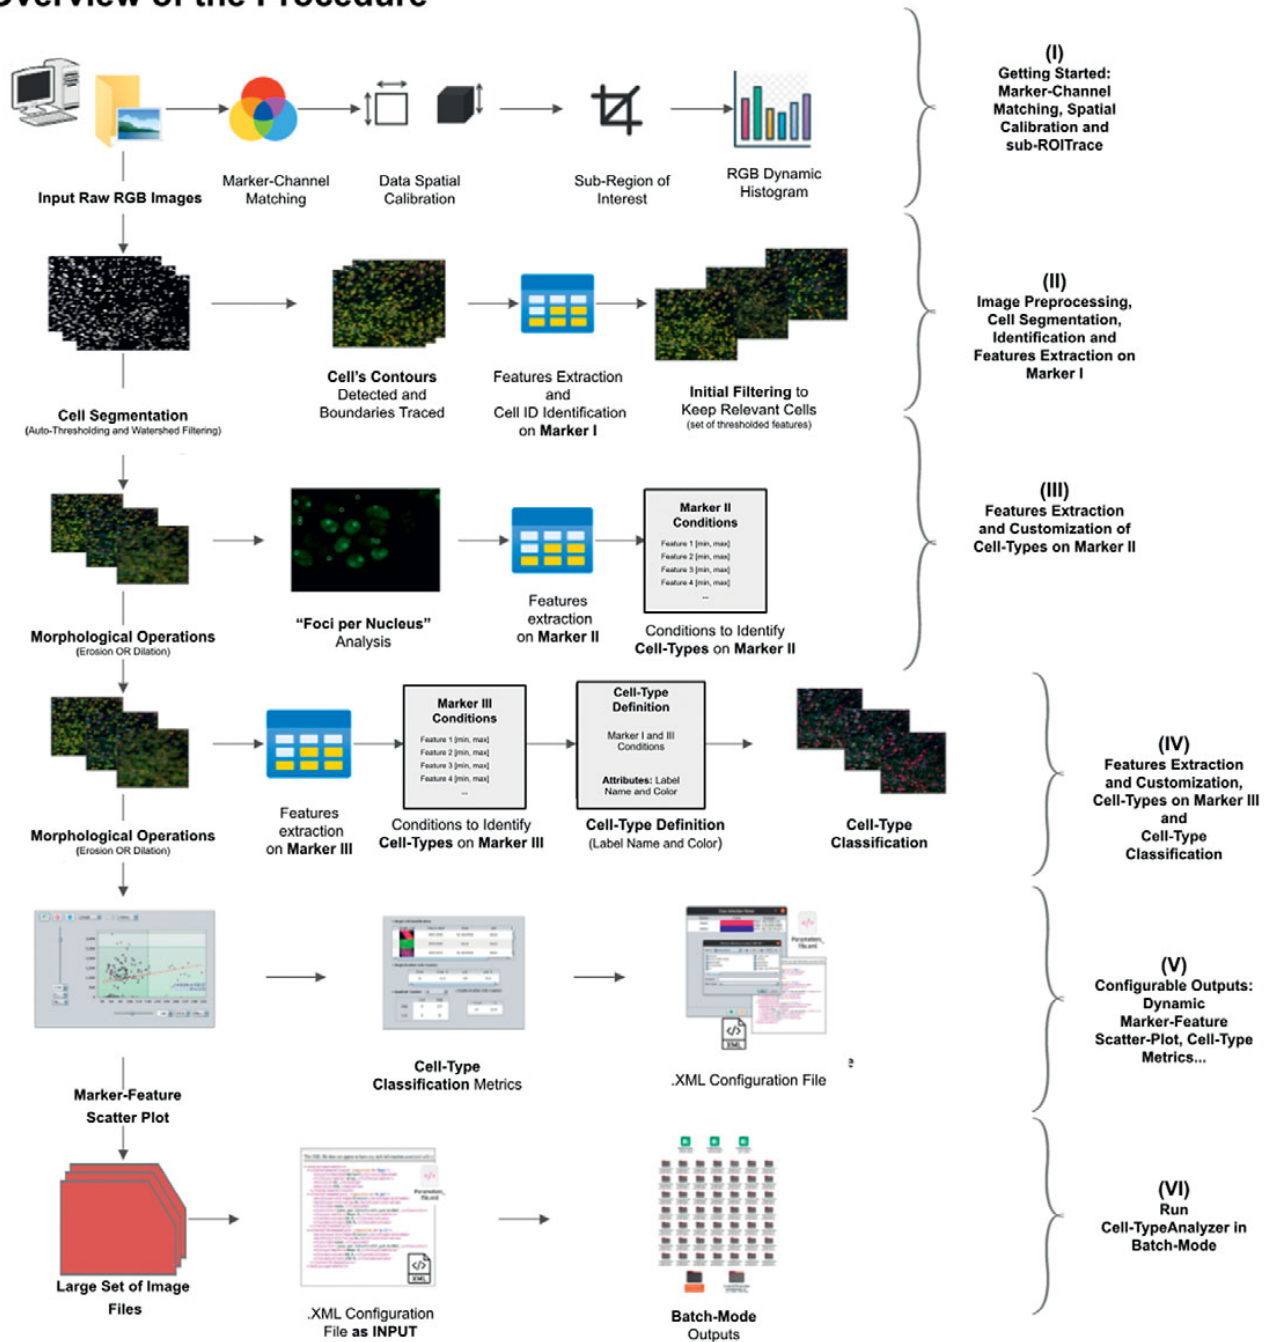 Overview of the Procedure
Input Raw RGB Images
Marker-Channel
Matching
Data Spatial
Calibration
Sub-Region of
Interest
RGB Dynamic
Histogram
(I)
Getting Started:
Marker-Channel
Matching, Spatial
Calibration and
sub-ROITrace
Cell Segmentation
(Auto-Thresholding and Watershed Filtering)
Cell's Contours
Detected and
Boundaries Traced
Features Extraction
and
Cell ID Identification
on Marker I
Initial Filtering to
Keep Relevant Cells
(set of thresholded features)
(II)
Image Preprocessing,
Cell Segmentation,
Identification and
Features Extraction on
Marker I
Morphological Operations
(Erosion OR Dilation)
“Foci per Nucleus”
Analysis
Features
extraction
on Marker II
Marker II
Conditions
Feature 1 [min, max]
Feature 2 [min, max]
Feature 3 [min, max]
Feature 4 [min, max]
...
Conditions to Identify
Cell-Types on Marker II
(III)
Features Extraction
and Customization of
Cell-Types on Marker II
Morphological Operations
(Erosion OR Dilation)
Features
extraction
on Marker III
Marker III
Conditions
Feature 1 [min, max]
Feature 2 [min, max]
Feature 3 [min, max]
Feature 4 [min, max]
...
Conditions to Identify
Cell-Types on Marker III
Cell-Type
Definition
Marker I and III
Conditions
Attributes: Label
Name and Color
Cell-Type Definition
(Label Name and Color)
Cell-Type
Classification
(IV)
Features Extraction
and Customization,
Cell-Types on Marker III
and
Cell-Type
Classification
Marker-Feature
Scatter Plot
Cell-Type
Classification Metrics
Parameters_
file.xml
XML
.XML Configuration File
(V)
Configurable Outputs:
Dynamic
Marker-Feature
Scatter-Plot, Cell-Type
Metrics...
Large Set of Image
Files
Parameters_
file.xml
XML
.XML Configuration
File as INPUT
Batch-Mode
Outputs
(VI)
Run
Cell-TypeAnalyzer in
Batch-Mode